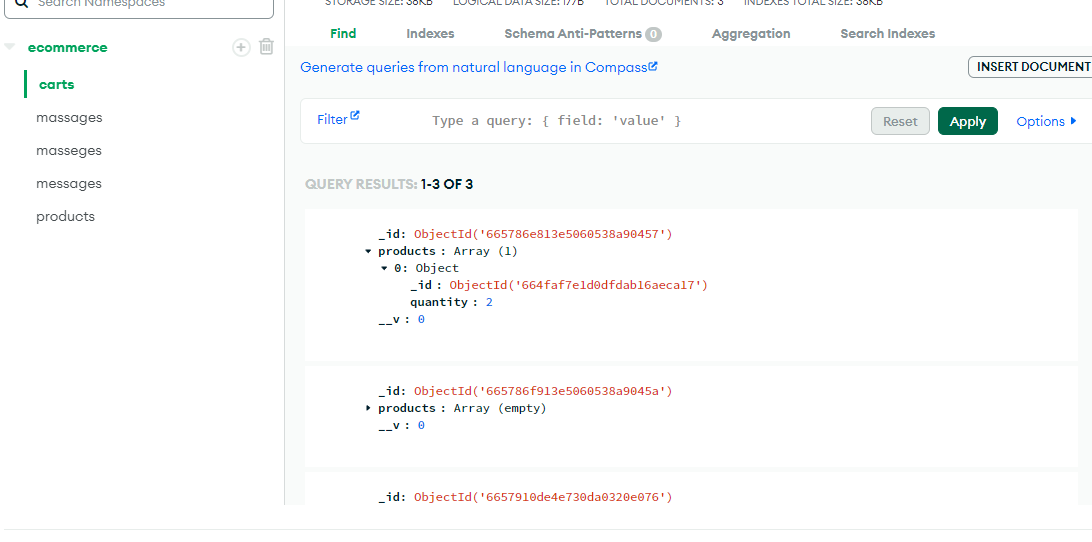 Search Namespaces
ecommerce
carts
massages
masseges
messages
products
STORAGE SIZE: 36KB LOGICAL DATA SIZE: 177B TOTAL DOCUMENTS: 3 INDEXES TOTAL SIZE: 36KB
Find Indexes Schema Anti-Patterns 0 Aggregation Search Indexes
Generate queries from natural language in Compass
INSERT DOCUMENT
Filter Type a query: { field: 'value' } Reset Apply Options
QUERY RESULTS: 1-3 OF 3
_id: ObjectId('665786e813e5060538a90457')
products : Array (1)
0: Object
_id : ObjectId('664faf7e1d0dfdab16aeca17')
quantity : 2
__v : 0
_id: ObjectId('665786f913e5060538a9045a')
products : Array (empty)
__v : 0
_id: ObjectId('6657910de4e730da0320e076')